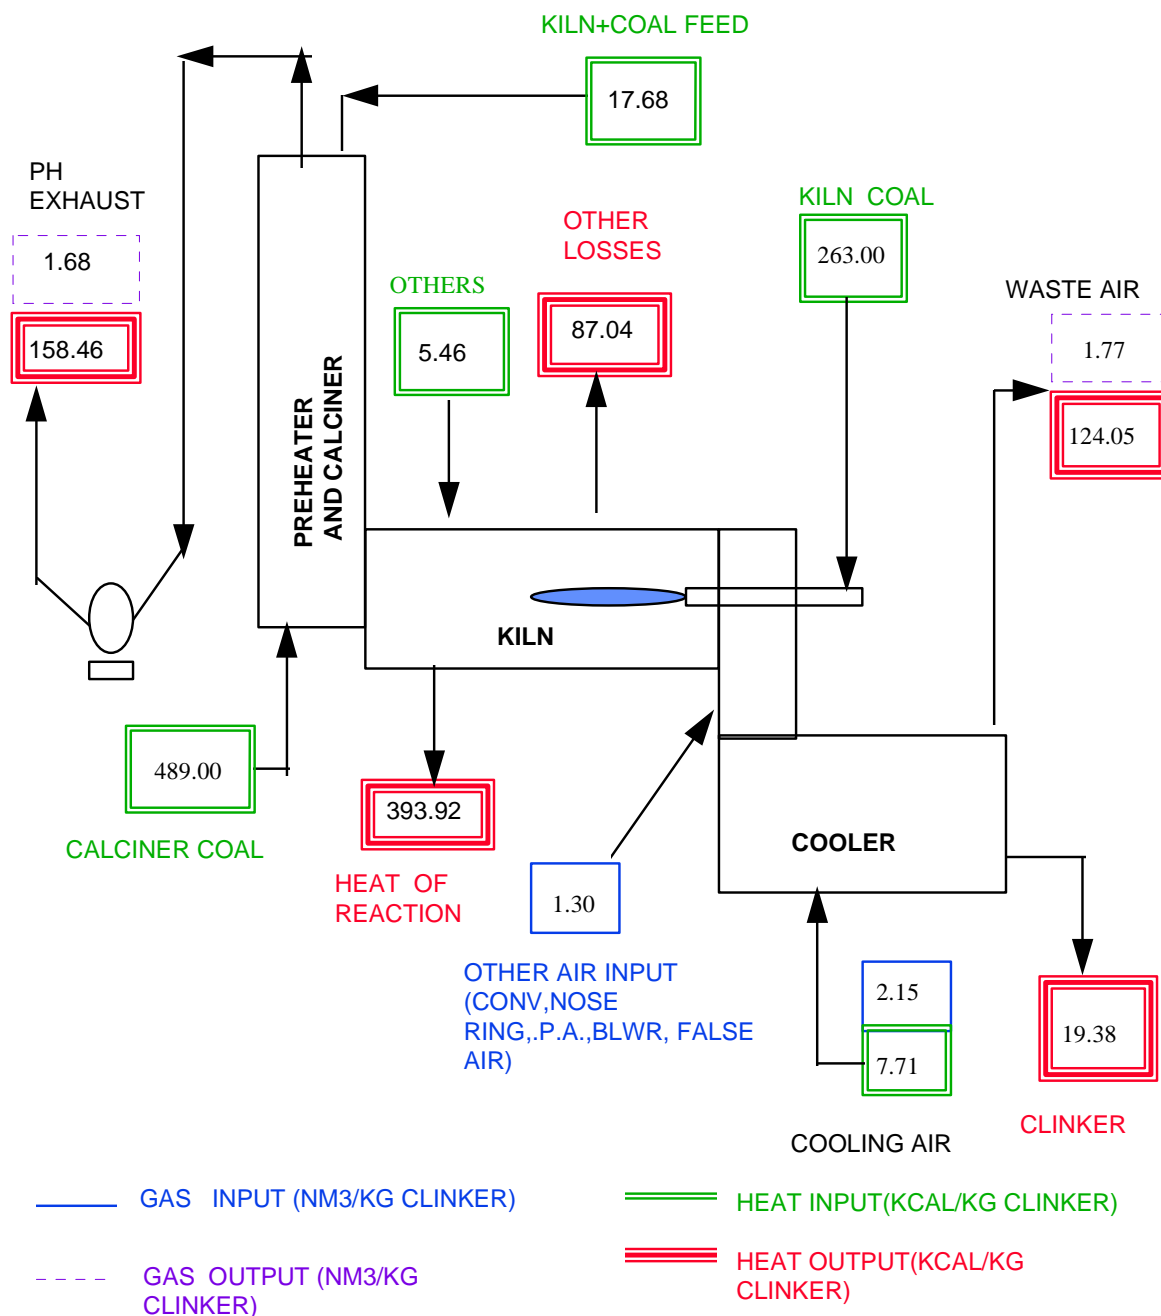 KILN+COAL FEED
17.68
PH
EXHAUST
1.68
158.46
OTHER
LOSSES
87.04
KILN COAL
263.00
OTHERS
5.46
WASTE AIR
1.77
124.05
PREHEATER
AND CALCINER
KILN
489.00
CALCINER COAL
393.92
HEAT OF
REACTION
COOLER
1.30
OTHER AIR INPUT
(CONV,NOSE
RING,.P.A.,BLWR, FALSE
AIR)
2.15
7.71
COOLING AIR
19.38
CLINKER
GAS INPUT (NM3/KG CLINKER)
HEAT INPUT(KCAL/KG CLINKER)
GAS OUTPUT (NM3/KG
CLINKER)
HEAT OUTPUT(KCAL/KG
CLINKER)